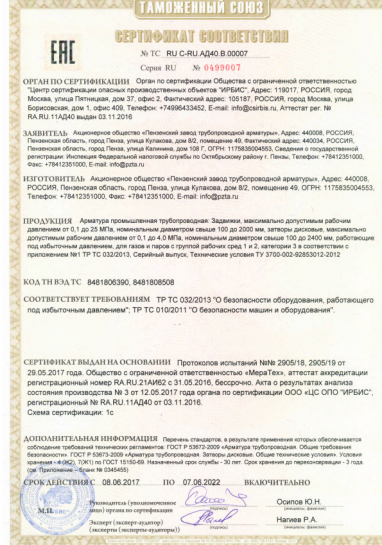 ТАМОЖЕННЫЙ СОЮЗ
СЕРТИФИКАТ СООТВЕТСТВИЯ
ЕАС
№ ТС RU C-RU.АД40.В.00007
Серия RU № 0499007
ОРГАН ПО СЕРТИФИКАЦИИ Орган по сертификации Общества с ограниченной ответственностью
"Центр сертификации опасных производственных объектов "ИРБИС", Адрес: 119017, РОССИЯ, город
Москва, улица Пятницкая, дом 37, офис 2, Фактический адрес: 105187, РОССИЯ, город Москва, улица
Борисовская, дом 1, офис 409, Телефон: +74996433452, E-mail: info@csirbis.ru. Аттестат рег. №
RA.RU.11АД40 выдан 03.11.2016
ЗАЯВИТЕЛЬ Акционерное общество «Пензенский завод трубопроводной арматуры», Адрес: 440008, РОССИЯ,
Пензенская область, город Пенза, улица Кулакова, дом 8/2, помещение 49, Фактический адрес: 440034, РОССИЯ,
Пензенская область, город Пенза, улица Калинина, дом 108 Г, ОГРН: 1175835004553, Сведения о государственной
регистрации: Инспекция Федеральной налоговой службы по Октябрьскому району г. Пензы, Телефон: +78412351000,
Факс: +78412351000, E-mail: info@pzta.ru
ИЗГОТОВИТЕЛЬ Акционерное общество «Пензенский завод трубопроводной арматуры», Адрес: 440008,
РОССИЯ, Пензенская область, город Пенза, улица Кулакова, дом 8/2, помещение 49, ОГРН: 1175835004553,
Телефон: +78412351000, Факс: +78412351000, E-mail: info@pzta.ru
ПРОДУКЦИЯ Арматура промышленная трубопроводная: Задвижки, максимально допустимым рабочим
давлением от 0,1 до 25 МПа, номинальным диаметром свыше 100 до 2000 мм, затворы дисковые, максимально
допустимым рабочим давлением от 0,1 до 4,0 МПа, номинальным диаметром свыше 100 до 2400 мм, работающие
под избыточным давлением, для газов и паров с группой рабочих сред 1 и 2, категории 3 в соответствии с
приложением №1 ТР ТС 032/2013, Серийный выпуск, Технические условия ТУ 3700-002-92853012-2012
КОД ТН ВЭД ТС 8481806390, 8481808508
СООТВЕТСТВУЕТ ТРЕБОВАНИЯМ ТР ТС 032/2013 "О безопасности оборудования, работающего
под избыточным давлением"; ТР ТС 010/2011 "О безопасности машин и оборудования".
СЕРТИФИКАТ ВЫДАН НА ОСНОВАНИИ Протоколов испытаний №№ 2905/18, 2905/19 от
29.05.2017 год. Общество с ограниченной ответственностью «МераТех», аттестат аккредитации
регистрационный номер RA.RU.21АИ62 с 31.05.2016, бессрочно. Акта о результатах анализа
состояния производства № 3 от 12.05.2017 года органа по сертификации ООО «ЦС ОПО "ИРБИС",
регистрационный № RA.RU.11АД40 от 03.11.2016.
Схема сертификации: 1с
ДОПОЛНИТЕЛЬНАЯ ИНФОРМАЦИЯ Перечень стандартов, в результате применения которых обеспечивается
соблюдение требований технических регламентов: ГОСТ Р 53672-2009 «Арматура трубопроводная. Общие требования
безопасности», ГОСТ Р 53673-2009 «Арматура трубопроводная. Затворы дисковые. Общие технические условия». Условия
хранения - 4 (Ж2), 7(Ж1) по ГОСТ 15150-69. Назначенный срок службы - 30 лет. Срок хранения до переконсервации - 3 года
(см. Приложение – бланк № 0345455)
СРОК ДЕЙСТВИЯ С 08.06.2017 ПО 07.06.2022 ВКЛЮЧИТЕЛЬНО
М.П.
Руководитель (уполномоченное
лицо) органа по сертификации
(подпись)
Осипов Ю.Н.
(инициалы, фамилия)
Эксперт (эксперт-аудитор)
(эксперты (эксперты-аудиторы))
(подпись)
Нагиев Р.А.
(инициалы, фамилия)